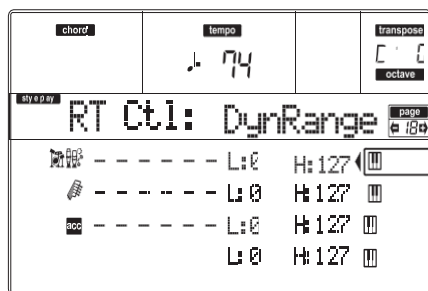 chord tempo transpose
♩. 74 C C
octave
style play RT Ctl: DynRange page
18
- - - - - - L:0 H:127
- - - - - - L:0 H:127
acc - - - - - - L:0 H:127
L:0 H:127